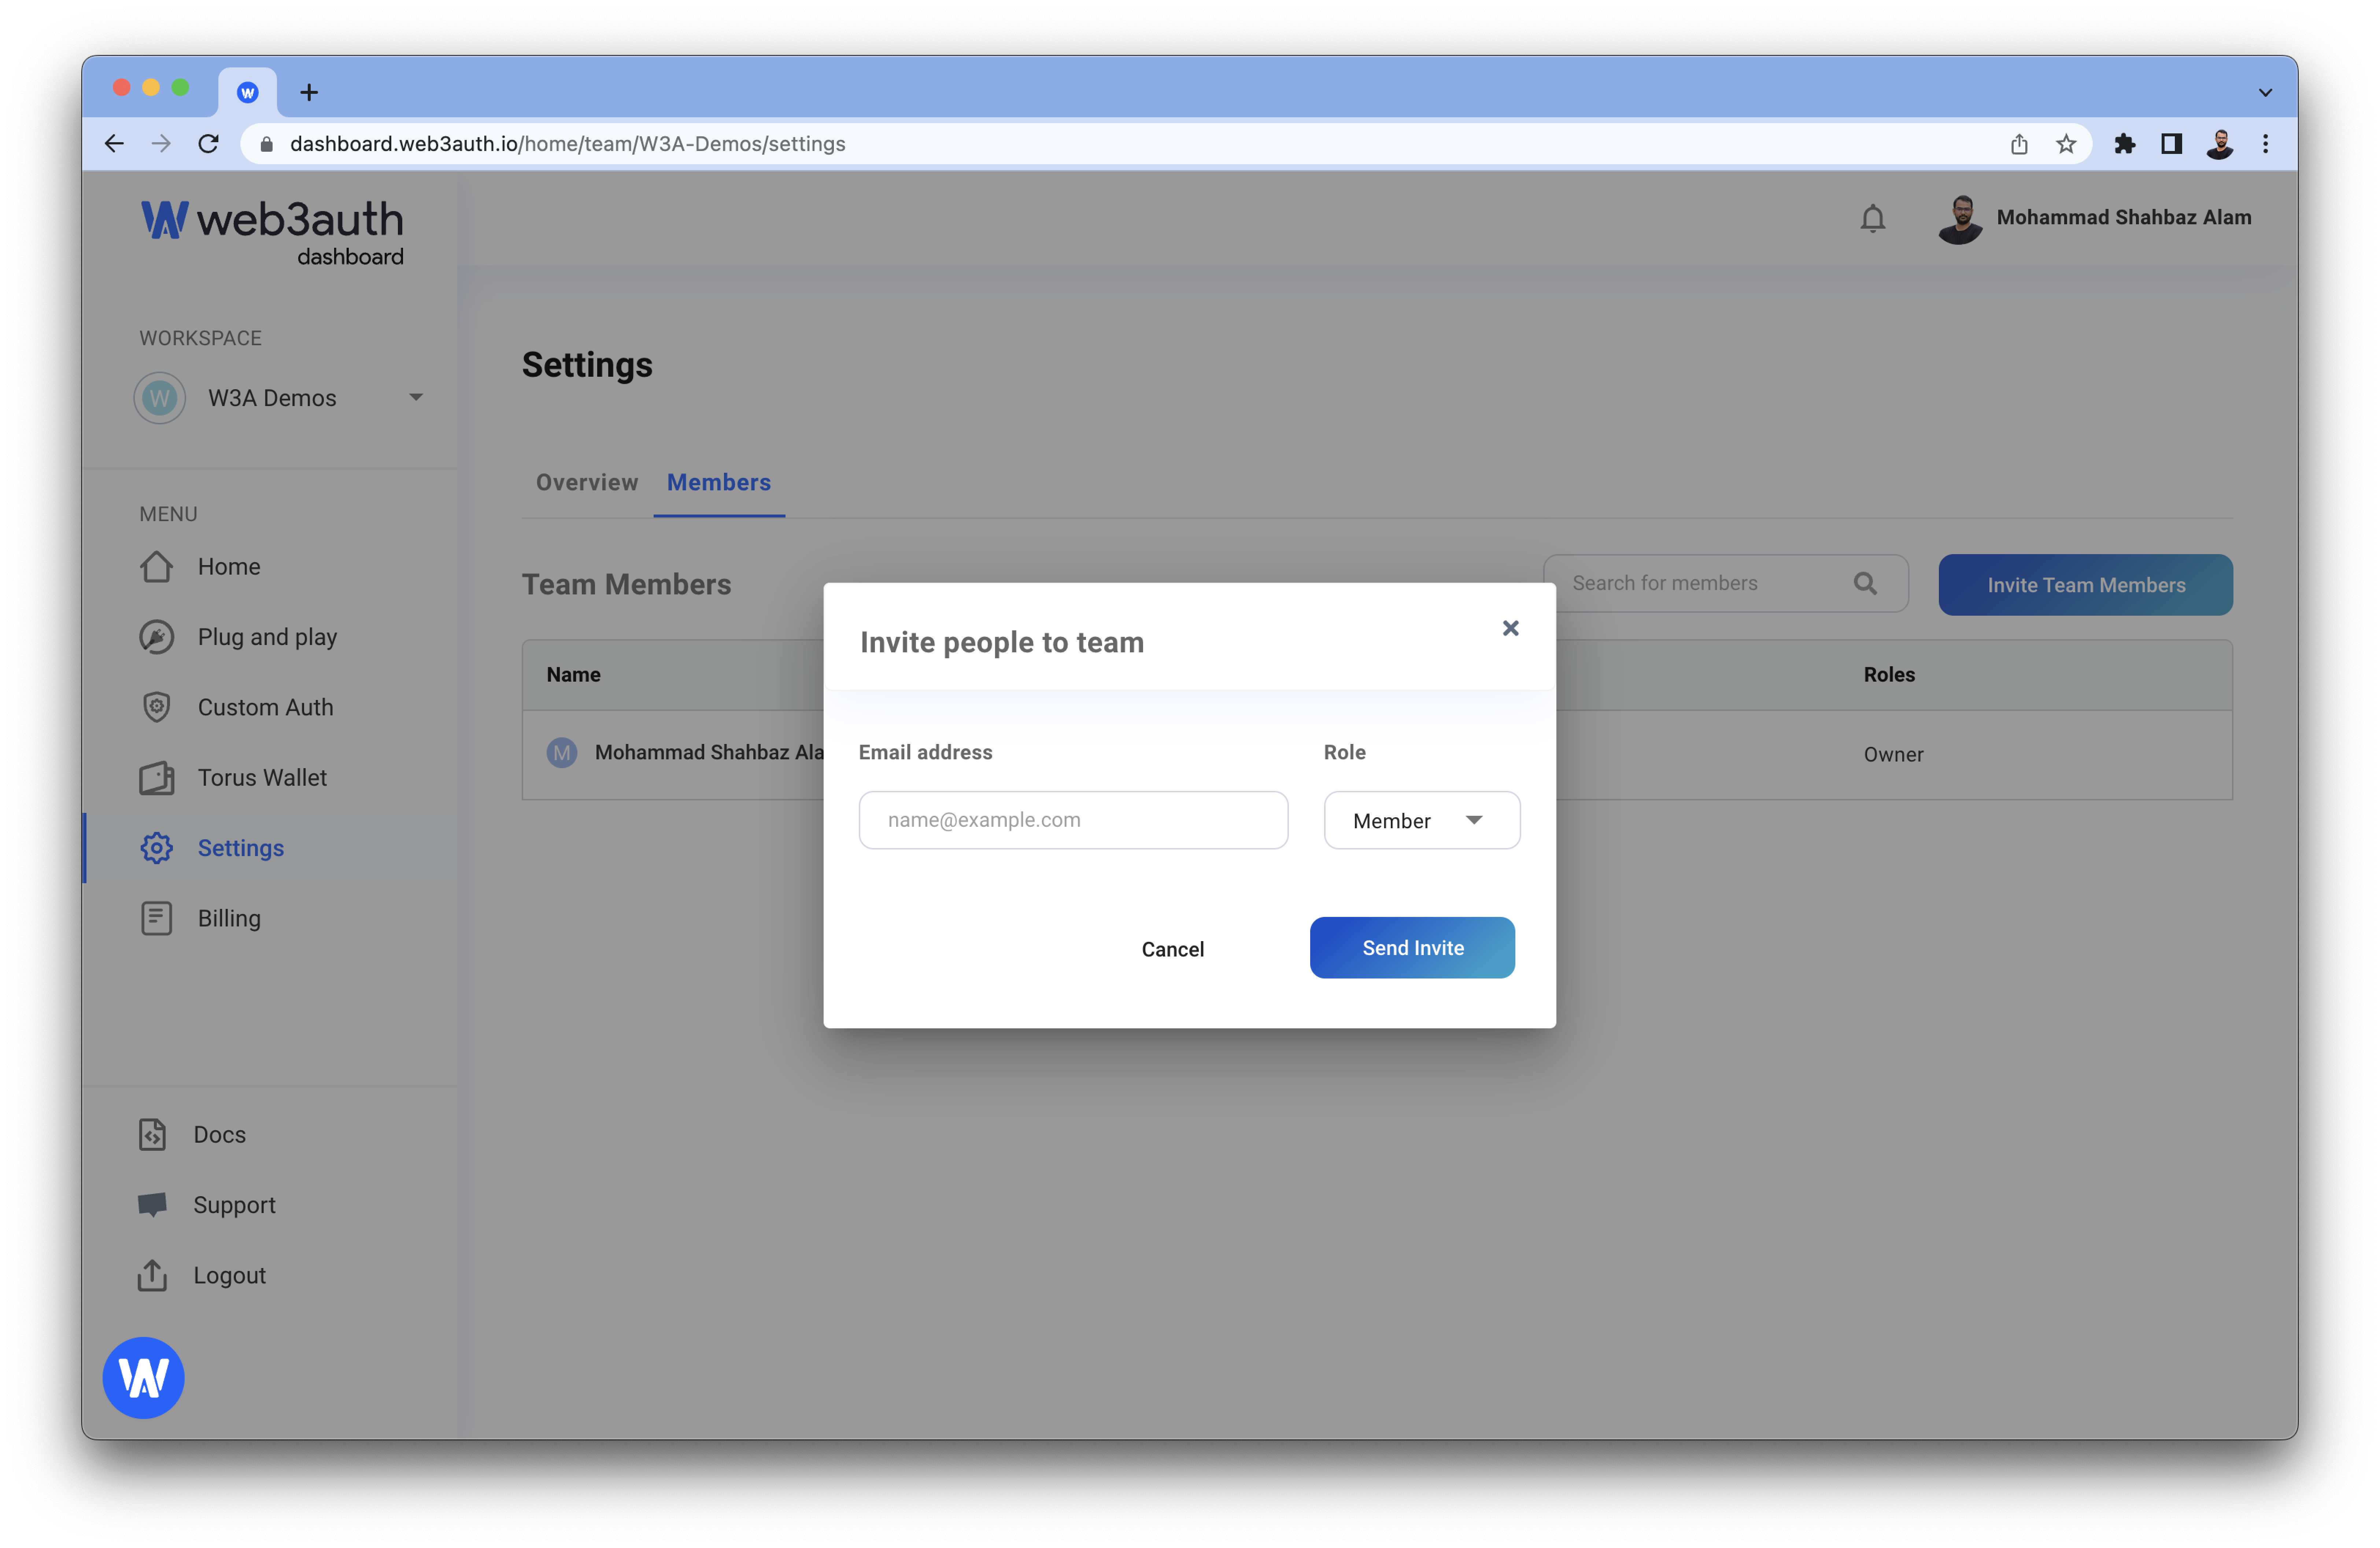 dashboard.web3auth.io/home/team/W3A-Demos/settings
web3auth
dashboard
Mohammad Shahbaz Alam
WORKSPACE
W
W3A Demos
MENU
Home
Plug and play
Custom Auth
Torus Wallet
Settings
Billing
Docs
Support
Logout
Settings
Overview
Members
Team Members
Search for members
Invite Team Members
Name
Roles
M
Mohammad Shahbaz Ala
Owner
Invite people to team
Email address
Role
name@example.com
Member
Cancel
Send Invite